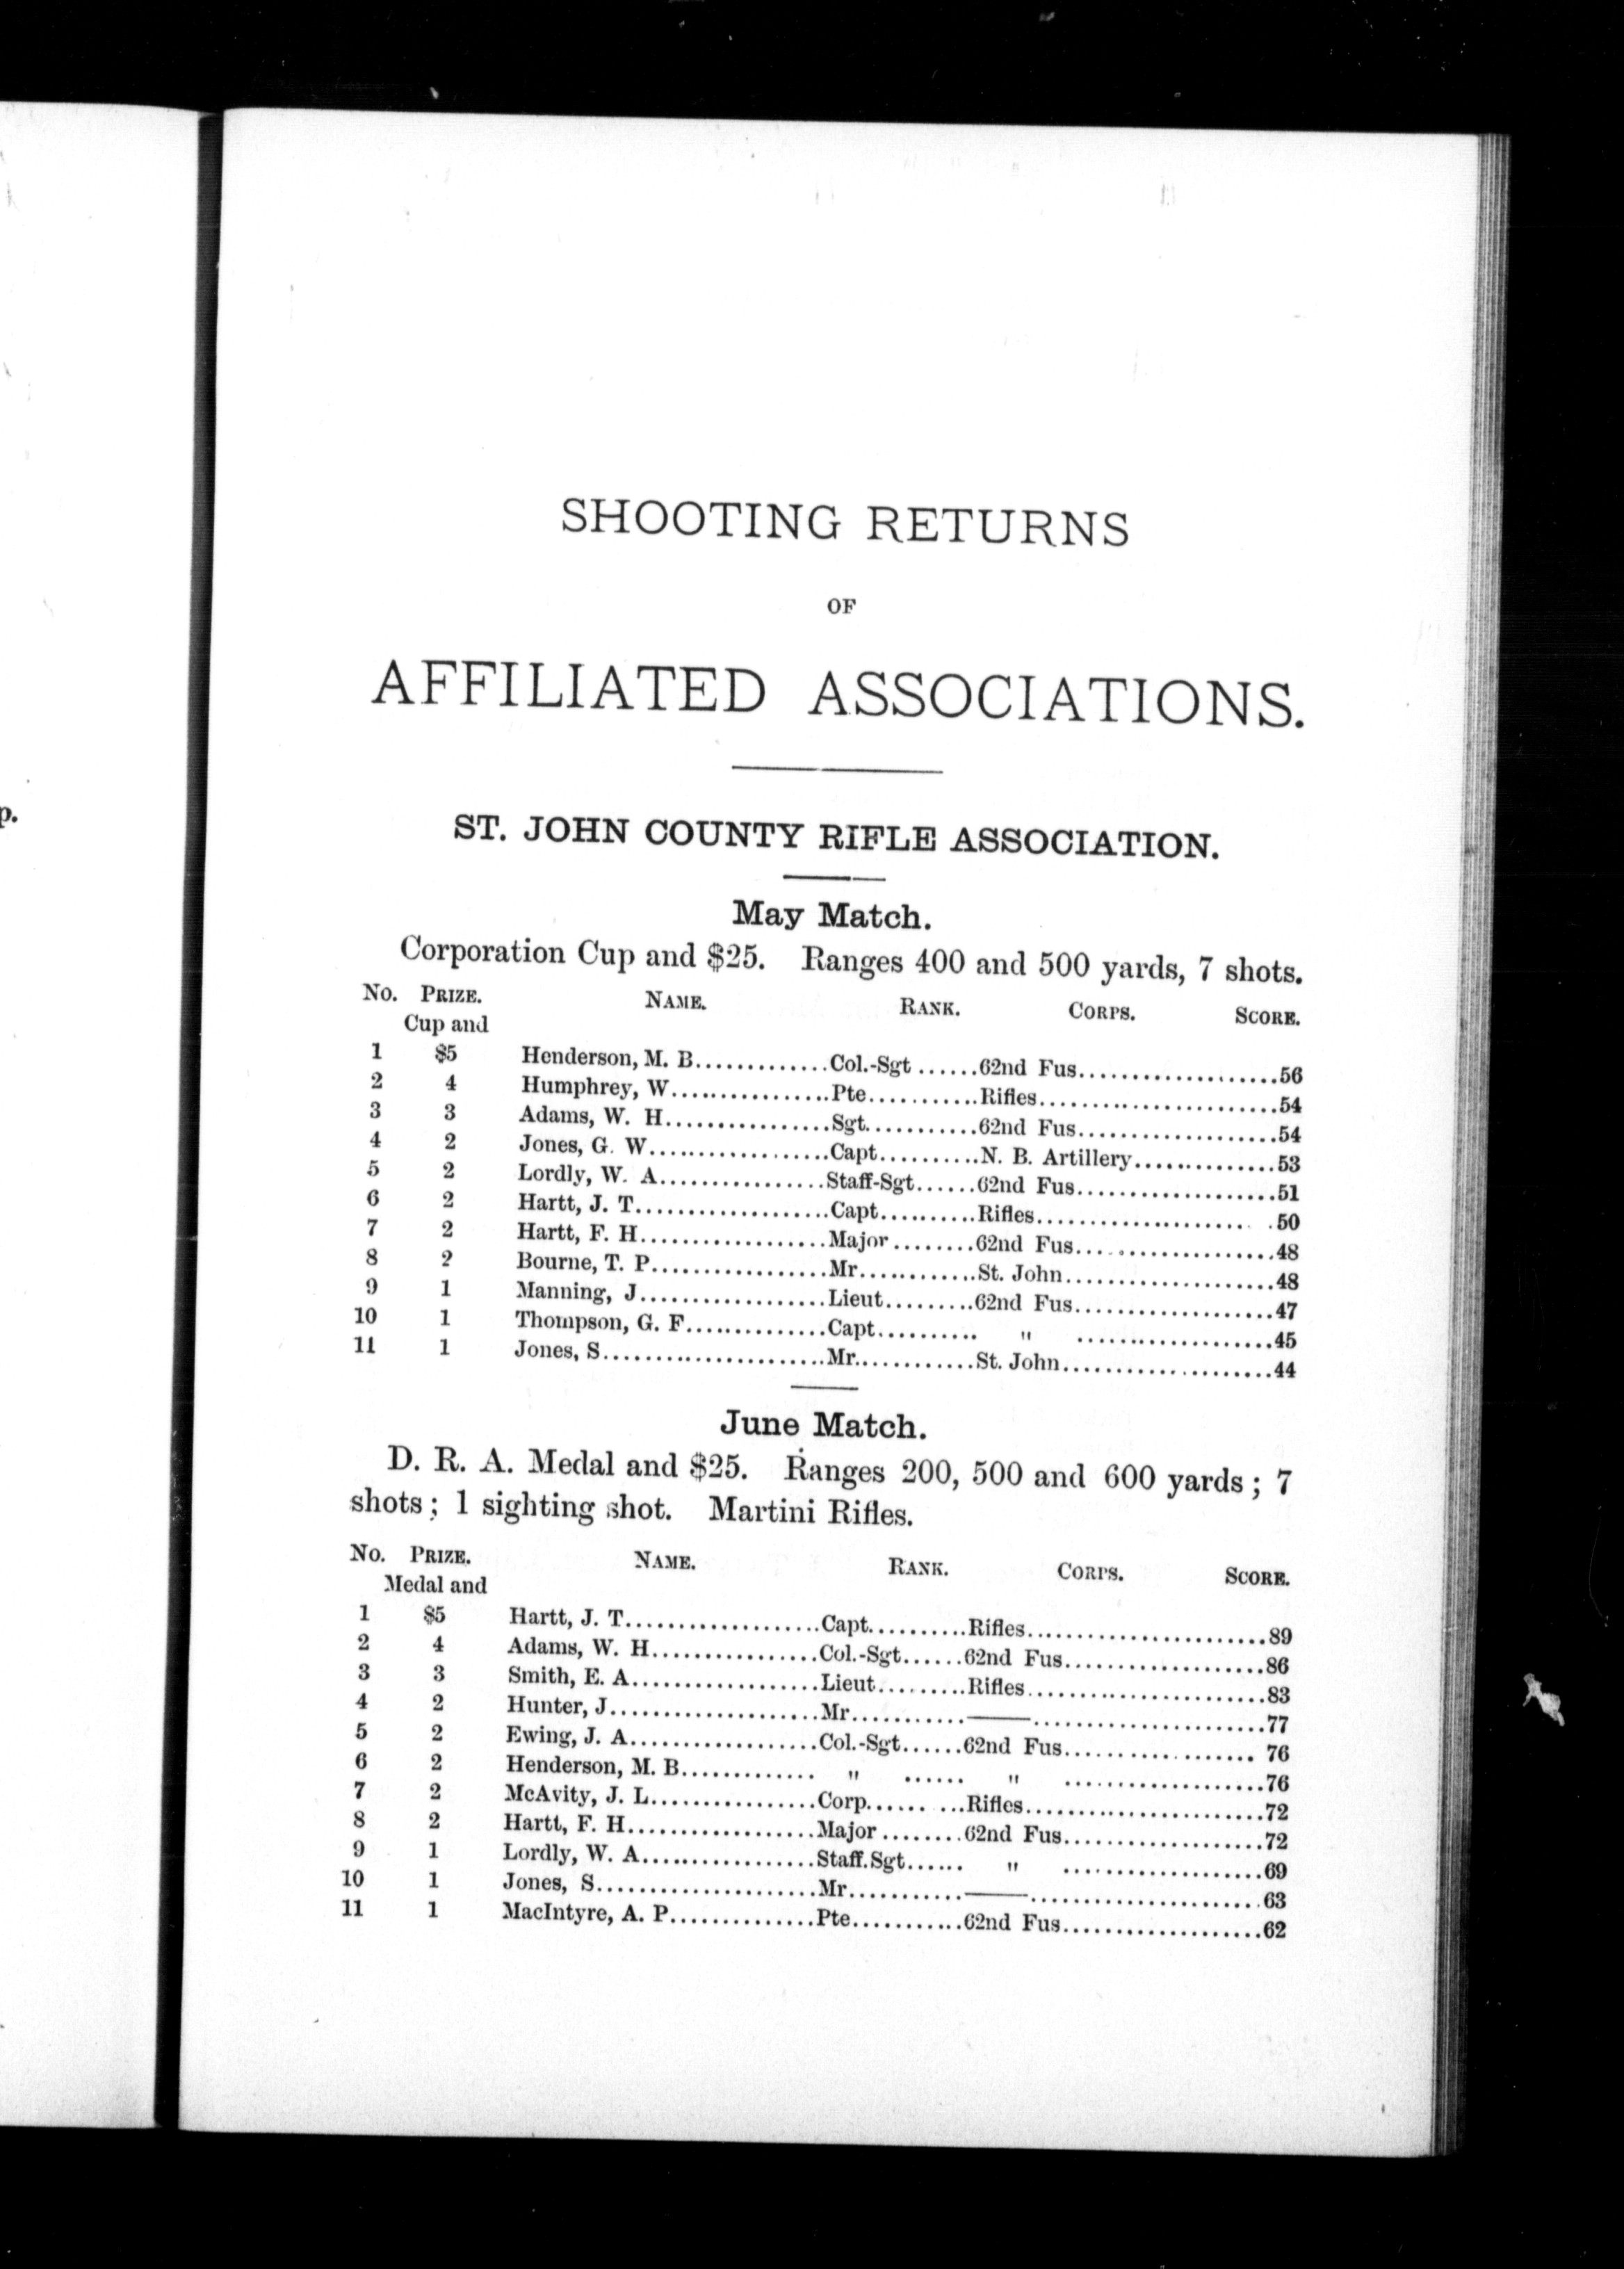 SHOOTING RETURNS
OF
AFFILIATED ASSOCIATIONS.
ST. JOHN COUNTY RIFLE ASSOCIATION.
May Match.
Corporation Cup and $25. Ranges 400 and 500 yards, 7 shots.
No. PRIZE. NAME. RANK. CORPS. SCORE.
Cup and
1 $5 Henderson, M. B.............Col.-Sgt ......62nd Fus....................56
2 4 Humphrey, W................Pte...........Rifles........................54
3 3 Adams, W. H................Sgt...........62nd Fus....................54
4 2 Jones, G. W..................Capt..........N. B. Artillery..............53
5 2 Lordly, W. A................Staff-Sgt......62nd Fus....................51
6 2 Hartt, J. T...................Capt..........Rifles.......................50
7 2 Hartt, F. H..................Major ........62nd Fus....................48
8 2 Bourne, T. P.................Mr............St. John.....................48
9 1 Manning, J...................Lieut.........62nd Fus....................47
10 1 Thompson, G. F..............Capt.......... " ....................45
11 1 Jones, S......................Mr............St. John.....................44
June Match.
D. R. A. Medal and $25. Ranges 200, 500 and 600 yards; 7
shots; 1 sighting shot. Martini Rifles.
No. PRIZE. NAME. RANK. CORPS. SCORE.
Medal and
1 $5 Hartt, J. T...................Capt..........Rifles........................89
2 4 Adams, W. H................Col.-Sgt......62nd Fus....................86
3 3 Smith, E. A..................Lieut.........Rifles........................83
4 2 Hunter, J.....................Mr...........——.......................77
5 2 Ewing, J. A..................Col.-Sgt......62nd Fus................... 76
6 2 Henderson, M. B............. " ...... " ....................76
7 2 McAvity, J. L................Corp...... ...Rifles........................72
8 2 Hartt, F. H..................Major ........62nd Fus....................72
9 1 Lordly, W. A.................Staff.Sgt...... " ....................69
10 1 Jones, S......................Mr...........——.......................63
11 1 MacIntyre, A. P..............Pte...........62nd Fus....................62
p.